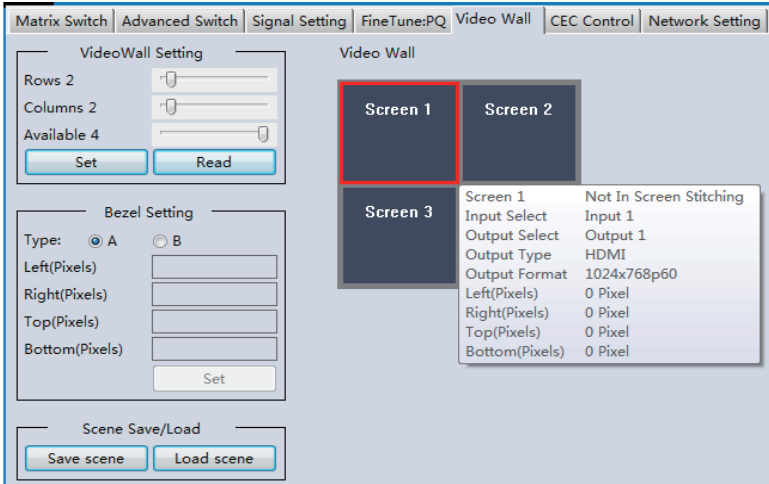 Matrix Switch Advanced Switch Signal Setting FineTune:PQ Video Wall CEC Control Network Setting
VideoWall Setting
Rows 2
Columns 2
Available 4
Set Read
Bezel Setting
Type: A B
Left(Pixels)
Right(Pixels)
Top(Pixels)
Bottom(Pixels)
Set
Scene Save/Load
Save scene Load scene
Video Wall
Screen 1 Screen 2
Screen 3
Screen 1 Not In Screen Stitching
Input Select Input 1
Output Select Output 1
Output Type HDMI
Output Format 1024x768p60
Left(Pixels) 0 Pixel
Right(Pixels) 0 Pixel
Top(Pixels) 0 Pixel
Bottom(Pixels) 0 Pixel